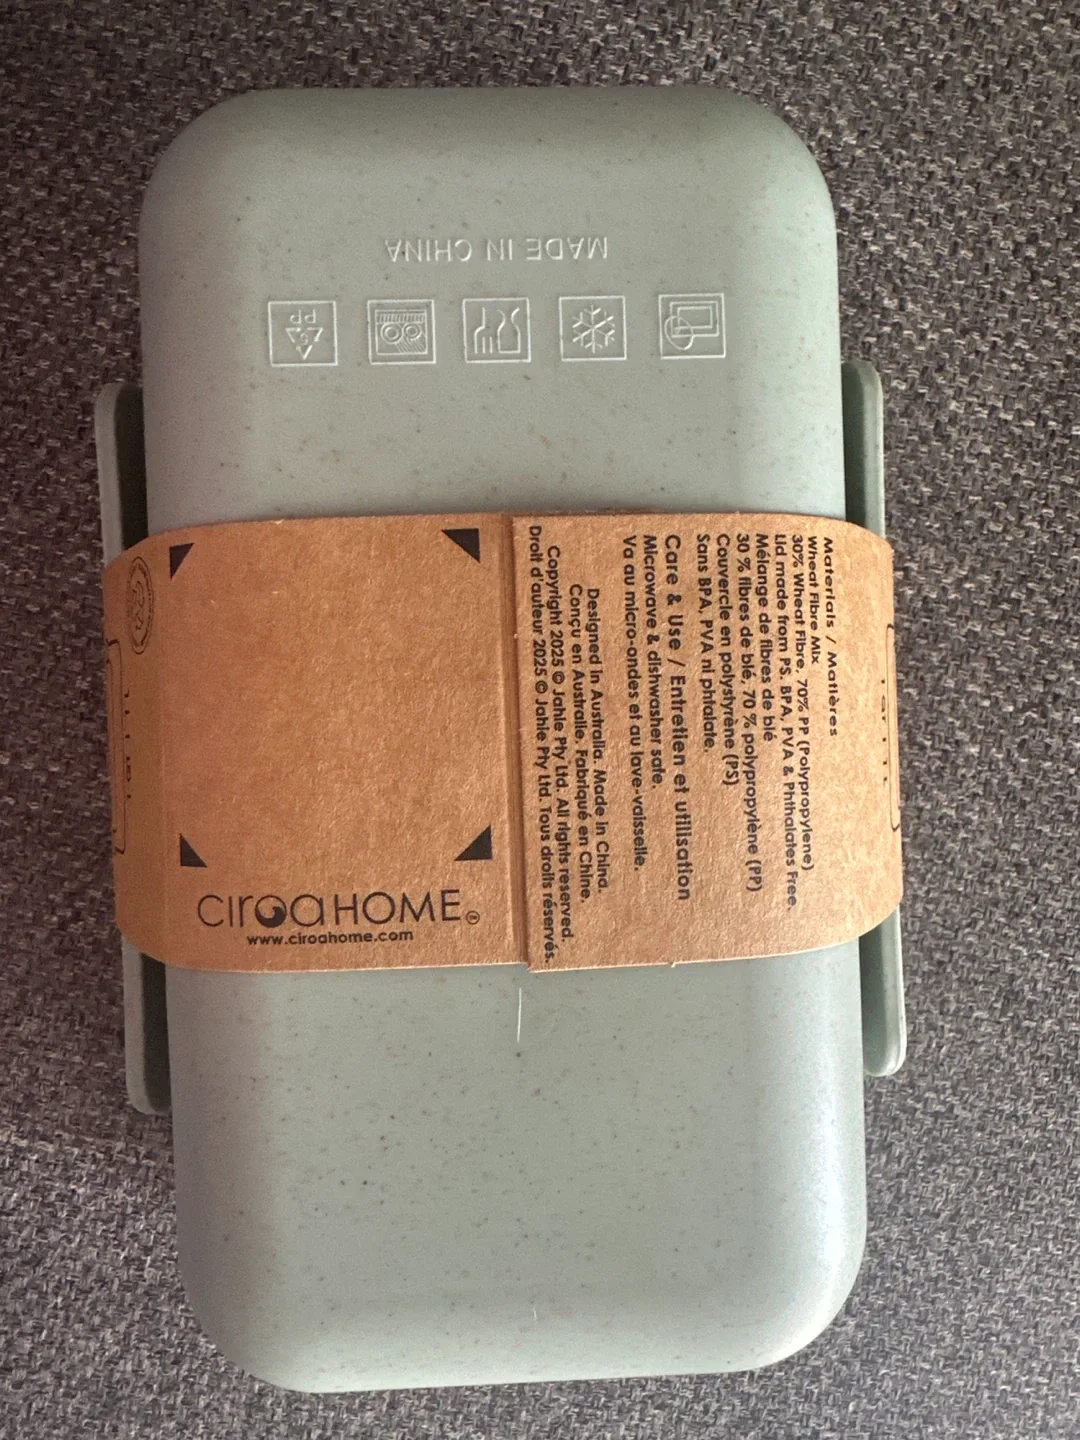 MADE IN CHINA
5
PP
Materials / Matières
Wheat Fibre Mix
30% Wheat Fibre, 70% PP (Polypropylene)
Lid made from PS. BPA, PVA & Phthalates Free.
Mélange de fibres de blé
30 % fibres de blé, 70 % polypropylène (PP)
Couvercle en polystyrène (PS)
Sans BPA, PVA ni phtalate.
Care & Use / Entretien et utilisation
Microwave & dishwasher safe.
Va au micro-ondes et au lave-vaisselle.
Designed in Australia. Made in China.
Conçu en Australie. Fabriqué en Chine.
Copyright 2025 © Jahle Pty Ltd. All rights reserved.
Droit d'auteur 2025 © Jahle Pty Ltd. Tous droits réservés.
ciroaHOME
www.ciroahome.com